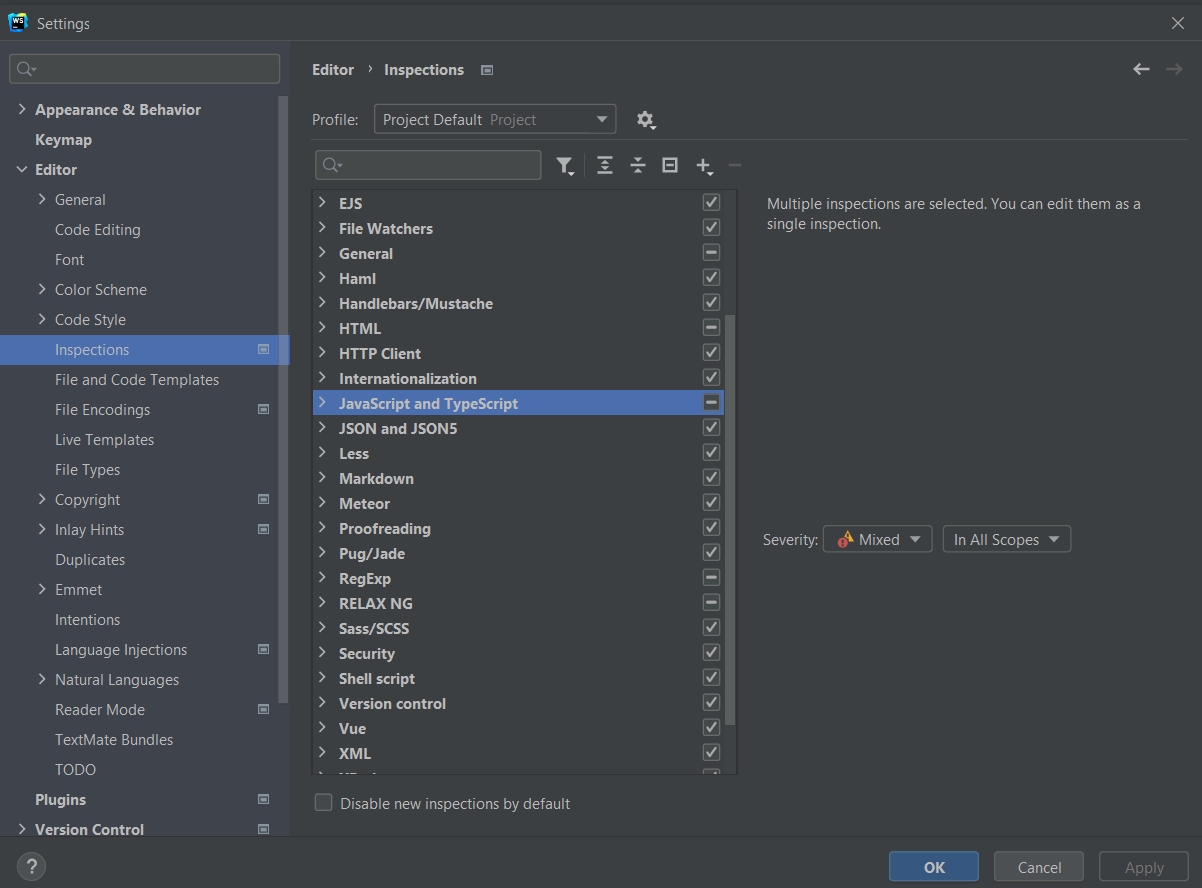 WS
Settings
Appearance & Behavior
Keymap
Editor
General
Code Editing
Font
Color Scheme
Code Style
Inspections
File and Code Templates
File Encodings
Live Templates
File Types
Copyright
Inlay Hints
Duplicates
Emmet
Intentions
Language Injections
Natural Languages
Reader Mode
TextMate Bundles
TODO
Plugins
Version Control
Editor › Inspections
Profile: Project Default Project
EJS
File Watchers
General
Haml
Handlebars/Mustache
HTML
HTTP Client
Internationalization
JavaScript and TypeScript
JSON and JSON5
Less
Markdown
Meteor
Proofreading
Pug/Jade
RegExp
RELAX NG
Sass/SCSS
Security
Shell script
Version control
Vue
XML
Disable new inspections by default
Multiple inspections are selected. You can edit them as a
single inspection.
Severity: Mixed In All Scopes
? OK Cancel Apply